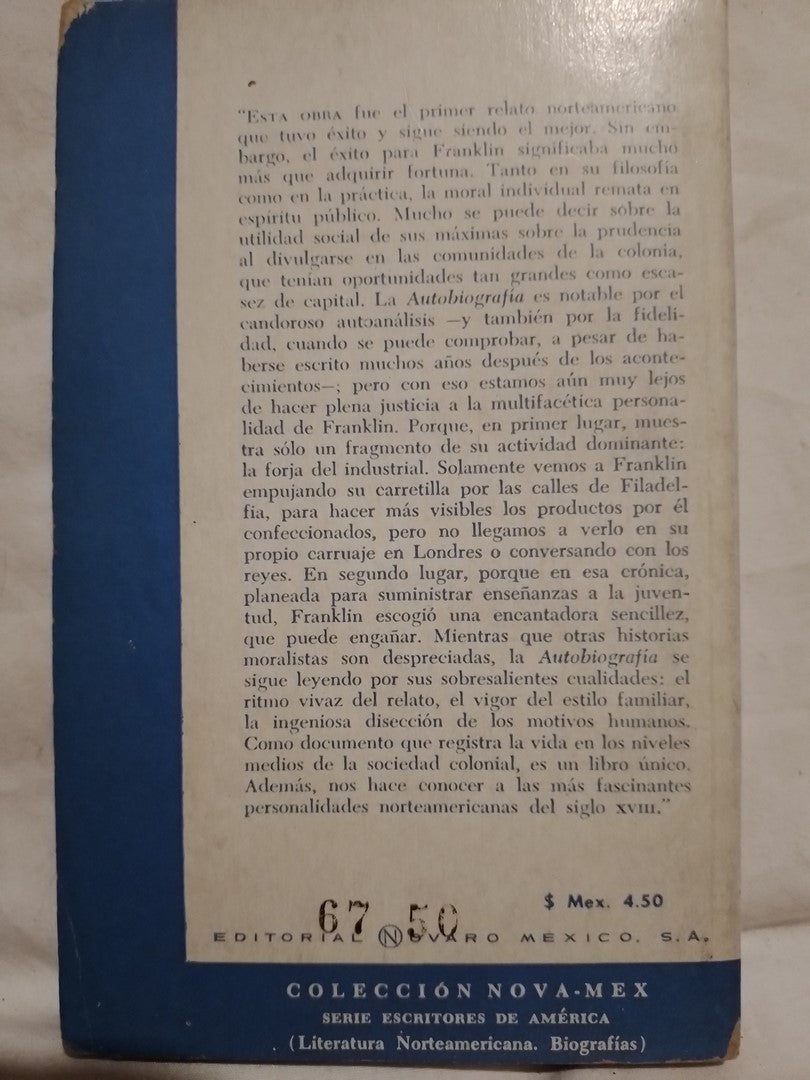 "ESTA OBRA fue el primer relato norteamericano
que tuvo éxito y sigue siendo el mejor. Sin em-
bargo, el éxito para Franklin significaba mucho
más que adquirir fortuna. Tanto en su filosofía
como en la práctica, la moral individual remata en
espíritu público. Mucho se puede decir sobre la
utilidad social de sus máximas sobre la prudencia
al divulgarse en las comunidades de la colonia,
que tenían oportunidades tan grandes como esca-
sez de capital. La Autobiografía es notable por el
candoroso autoanálisis —y también por la fideli-
dad, cuando se puede comprobar, a pesar de ha-
berse escrito muchos años después de los aconte-
cimientos—; pero con eso estamos aún muy lejos
de hacer plena justicia a la multifacética persona-
lidad de Franklin. Porque, en primer lugar, mues-
tra sólo un fragmento de su actividad dominante:
la forja del industrial. Solamente vemos a Franklin
empujando su carretilla por las calles de Filadel-
fia, para hacer más visibles los productos por él
confeccionados, pero no llegamos a verlo en su
propio carruaje en Londres o conversando con los
reyes. En segundo lugar, porque en esa crónica,
planeada para suministrar enseñanzas a la juven-
tud, Franklin escogió una encantadora sencillez,
que puede engañar. Mientras que otras historias
moralistas son despreciadas, la Autobiografía se
sigue leyendo por sus sobresalientes cualidades: el
ritmo vivaz del relato, el vigor del estilo familiar,
la ingeniosa disección de los motivos humanos.
Como documento que registra la vida en los niveles
medios de la sociedad colonial, es un libro único.
Además, nos hace conocer a las más fascinantes
personalidades norteamericanas del siglo XVIII."
$ Mex. 4.50
67 50
EDITORIAL NOVARO MEXICO, S.A.
COLECCIÓN NOVA-MEX
SERIE ESCRITORES DE AMÉRICA
(Literatura Norteamericana. Biografías)